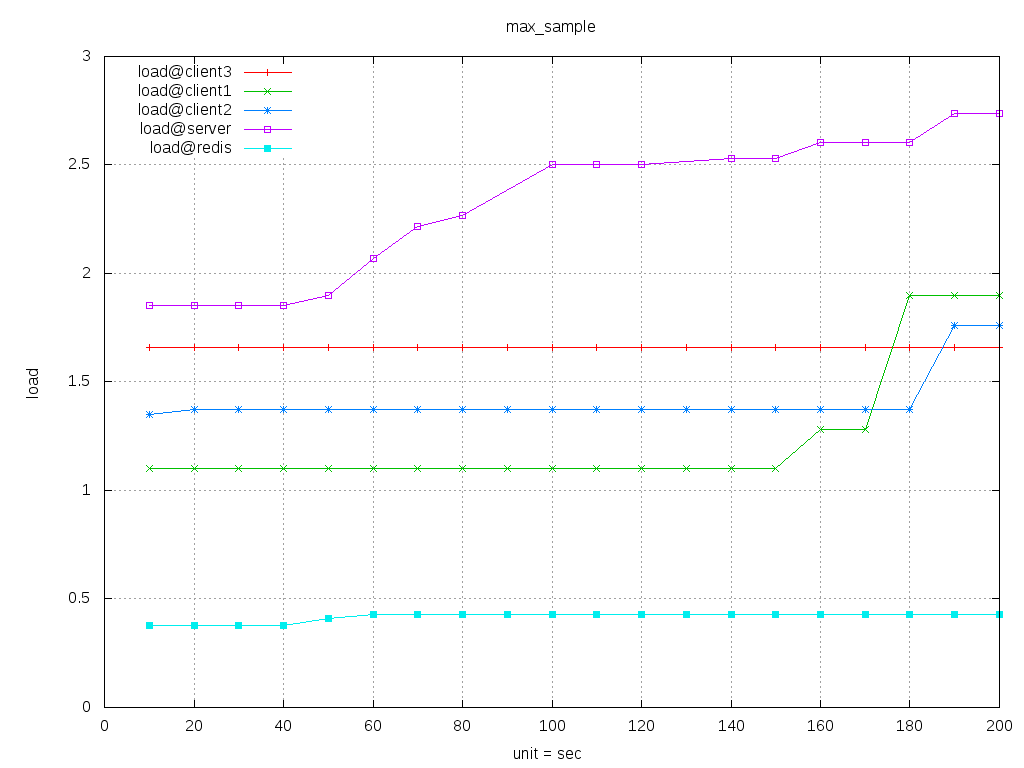 max_sample
3
2.5
2
1.5
1
0.5
0
load
load@client3
load@client1
load@client2
load@server
load@redis
0 20 40 60 80 100 120 140 160 180 200
unit = sec